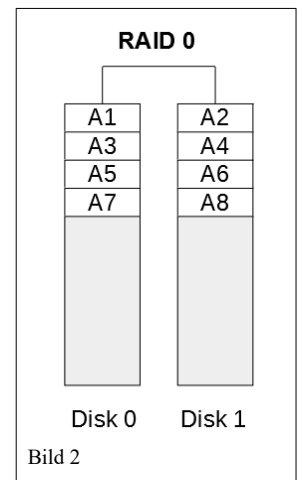 RAID 0
A1 A2
A3 A4
A5 A6
A7 A8
Disk 0 Disk 1
Bild 2